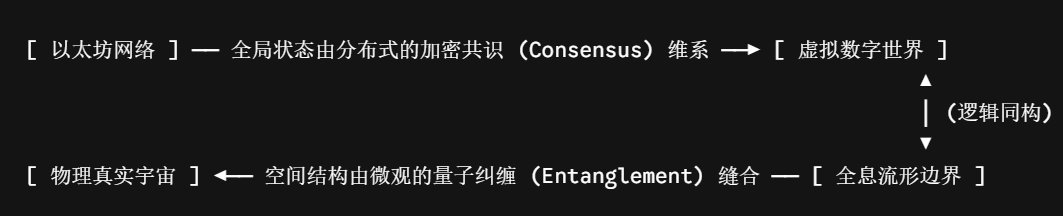 [ 以太坊网络 ] ── 全局状态由分布式的加密共识 (Consensus) 维系 ──► [ 虚拟数字世界 ]
▲
│ (逻辑同构)
▼
[ 物理真实宇宙 ] ◄── 空间结构由微观的量子纠缠 (Entanglement) 缝合 ── [ 全息流形边界 ]